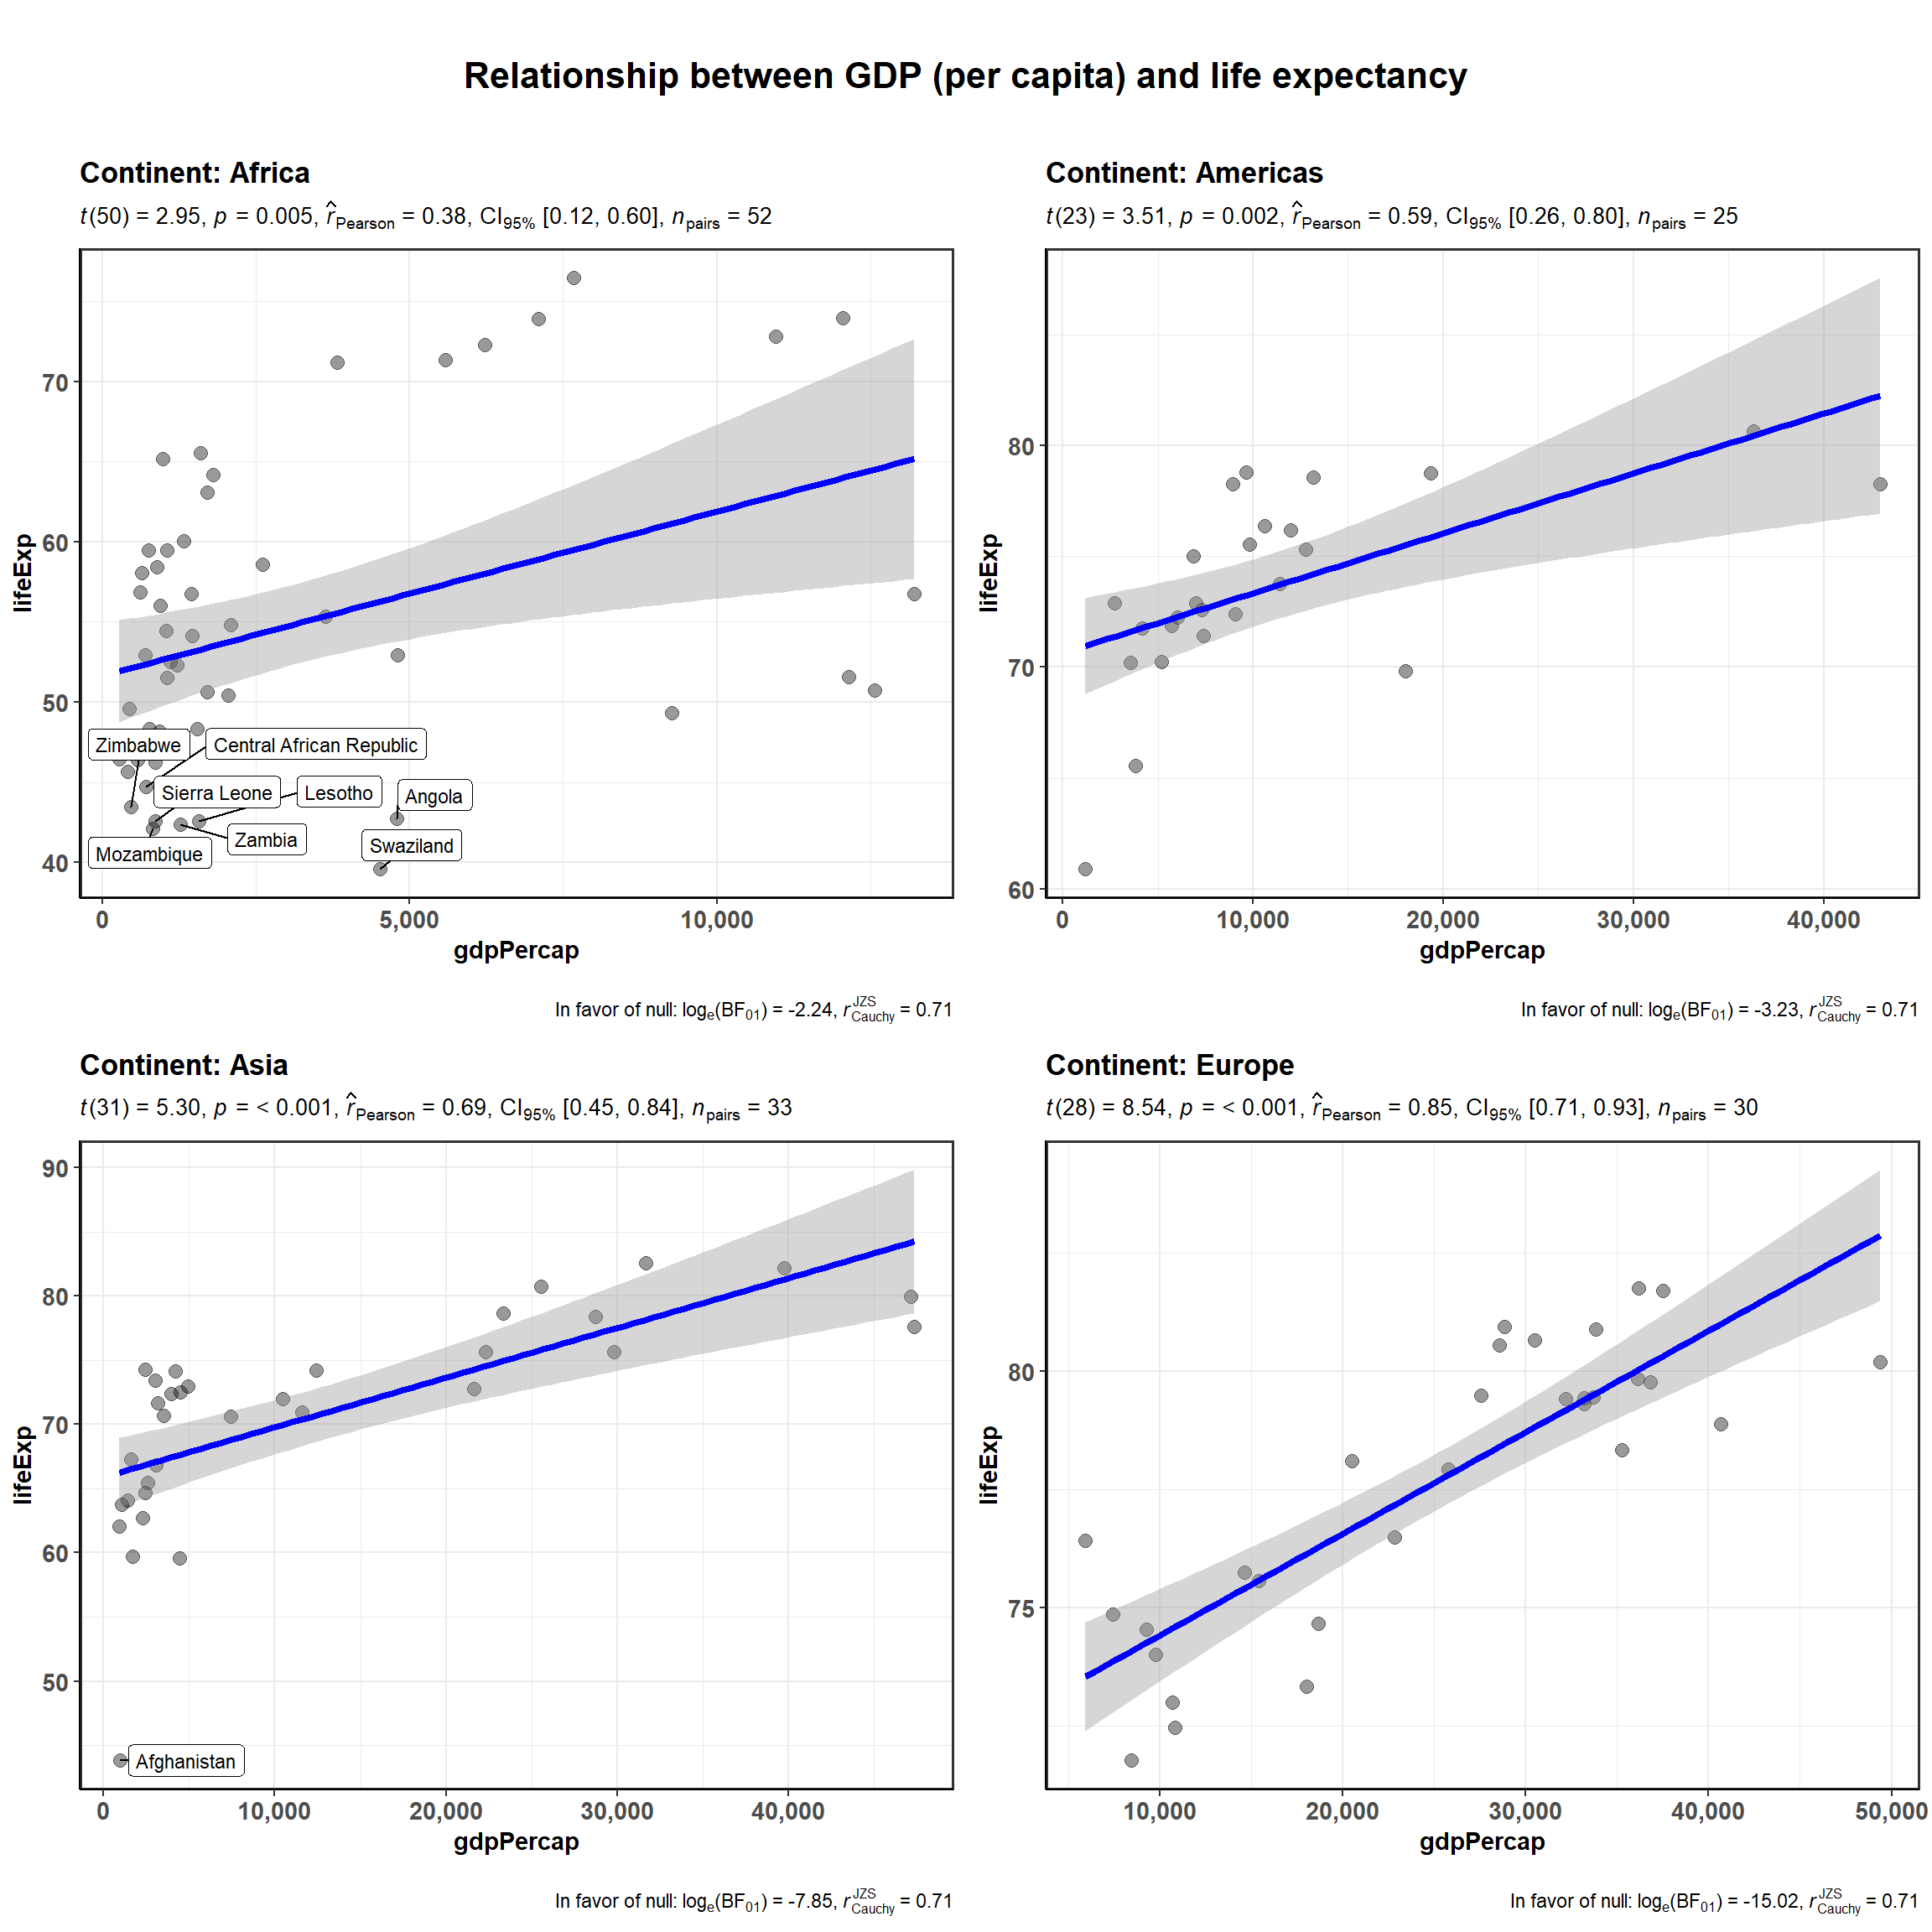 Relationship between GDP (per capita) and life expectancy
Continent: Africa
t(50) = 2.95, p = 0.005, r̂Pearson = 0.38, CI95% [0.12, 0.60], npairs = 52
lifeExp
70
60
50
40
Zimbabwe
Central African Republic
Sierra Leone
Lesotho
Angola
Zambia
Swaziland
Mozambique
0 5,000 10,000
gdpPercap
In favor of null: loge(BF01) = -2.24, rCauchyJZS = 0.71
Continent: Americas
t(23) = 3.51, p = 0.002, r̂Pearson = 0.59, CI95% [0.26, 0.80], npairs = 25
lifeExp
80
70
60
0 10,000 20,000 30,000 40,000
gdpPercap
In favor of null: loge(BF01) = -3.23, rCauchyJZS = 0.71
Continent: Asia
t(31) = 5.30, p = < 0.001, r̂Pearson = 0.69, CI95% [0.45, 0.84], npairs = 33
lifeExp
90
80
70
60
50
Afghanistan
0 10,000 20,000 30,000 40,000
gdpPercap
In favor of null: loge(BF01) = -7.85, rCauchyJZS = 0.71
Continent: Europe
t(28) = 8.54, p = < 0.001, r̂Pearson = 0.85, CI95% [0.71, 0.93], npairs = 30
lifeExp
80
75
10,000 20,000 30,000 40,000 50,000
gdpPercap
In favor of null: loge(BF01) = -15.02, rCauchyJZS = 0.71